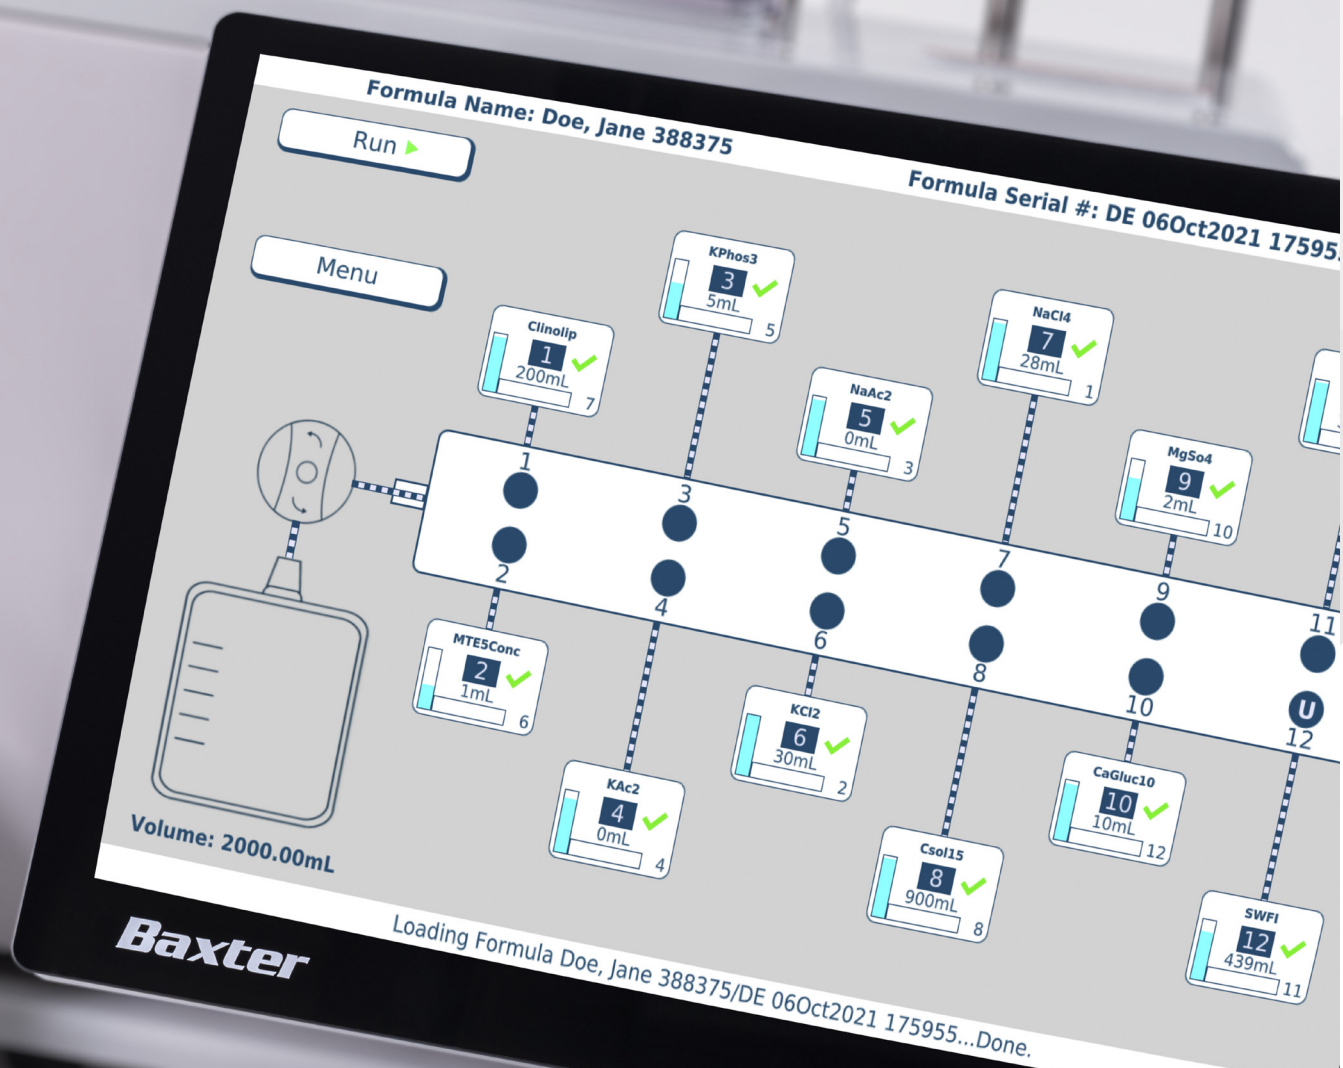 Formula Name: Doe, Jane 388375
Formula Serial #: DE 06Oct2021 17595
Run
Menu
KPhos3
3
5mL
5
Clinolip
1
200mL
7
NaCl4
7
28mL
1
NaAc2
5
0mL
3
MgSo4
9
2mL
10
1
3
5
7
9
11
2
4
6
8
10
U
12
MTE5Conc
2
1mL
6
KCl2
6
30mL
2
KAc2
4
0mL
4
CaGluc10
10
10mL
12
Csol15
8
900mL
8
SWFI
12
439mL
11
Volume: 2000.00mL
Loading Formula Doe, Jane 388375/DE 06Oct2021 175955...Done.
Baxter